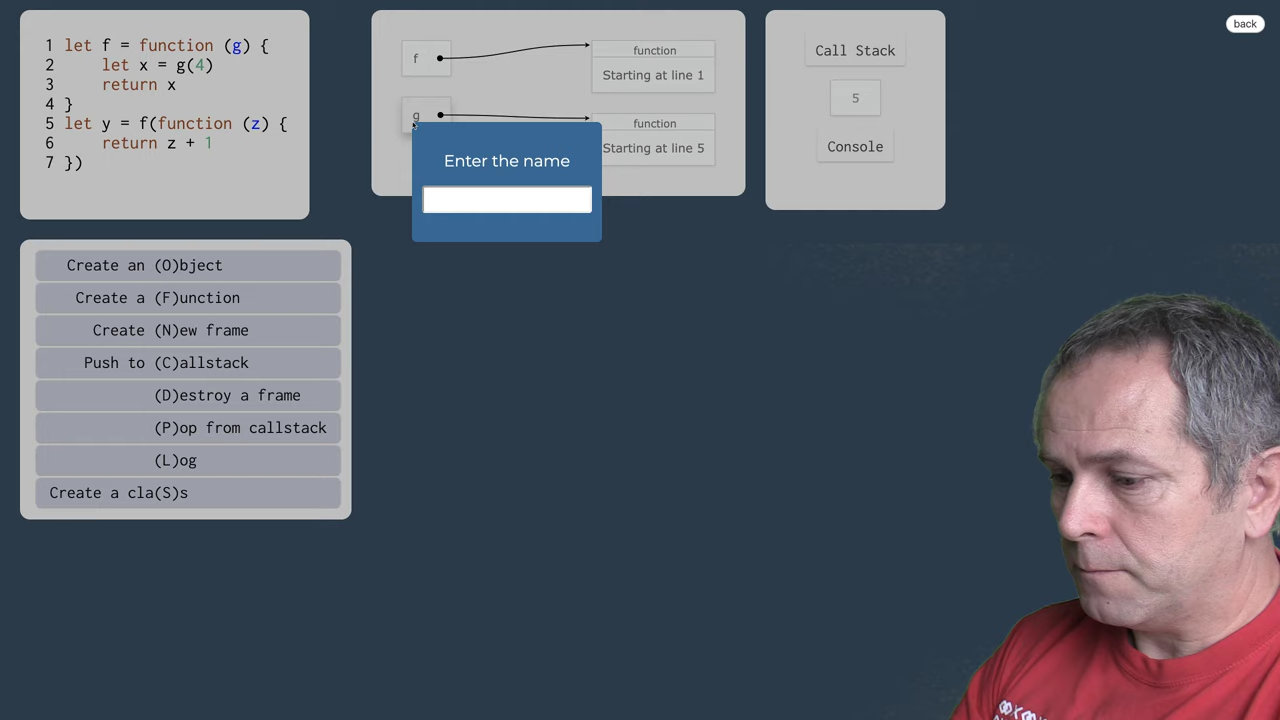 back
1 let f = function (g) {
2 let x = g(4)
3 return x
4 }
5 let y = f(function (z) {
6 return z + 1
7 })
f
function
Starting at line 1
g
function
Starting at line 5
Enter the name
Call Stack
5
Console
Create an (O)bject
Create a (F)unction
Create (N)ew frame
Push to (C)allstack
(D)estroy a frame
(P)op from callstack
(L)og
Create a cla(S)s